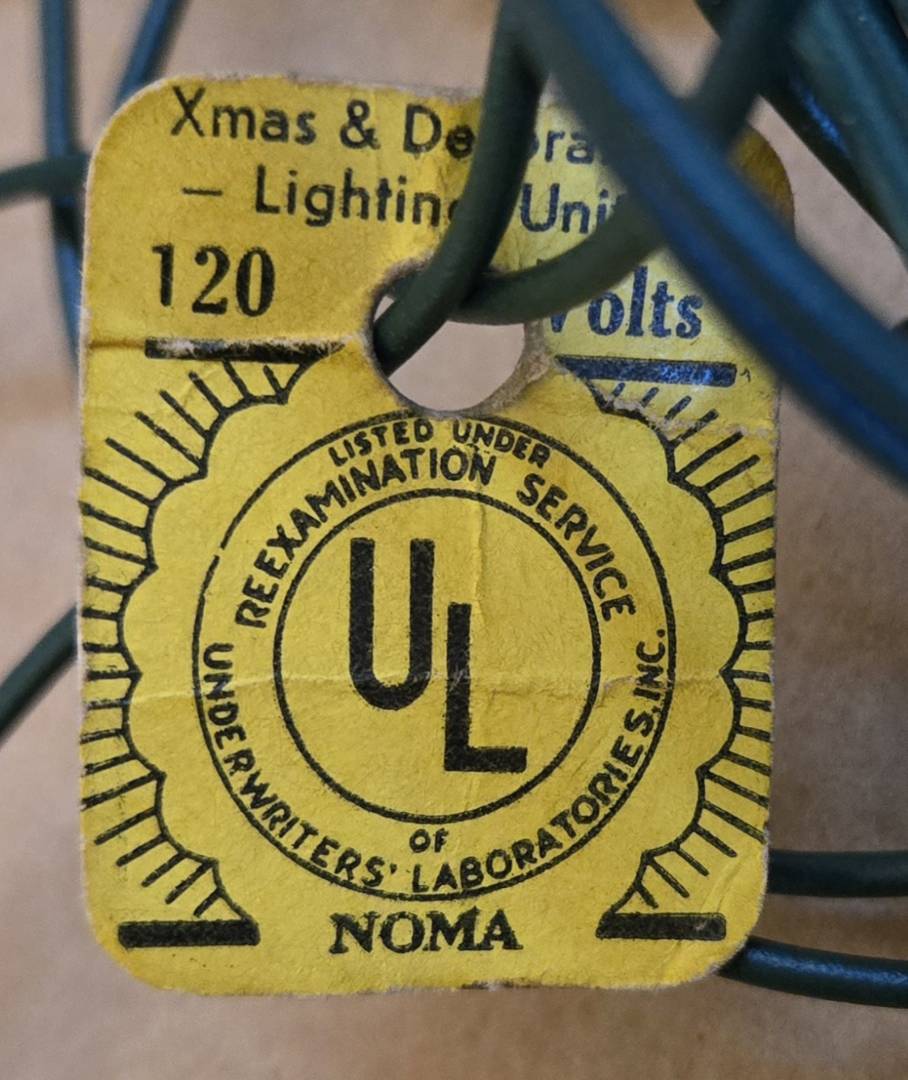 Xmas &
— Lighting
120 Volts
LISTED UNDER
REEXAMINATION SERVICE
UL
OF
UNDERWRITERS' LABORATORIES, INC.
NOMA